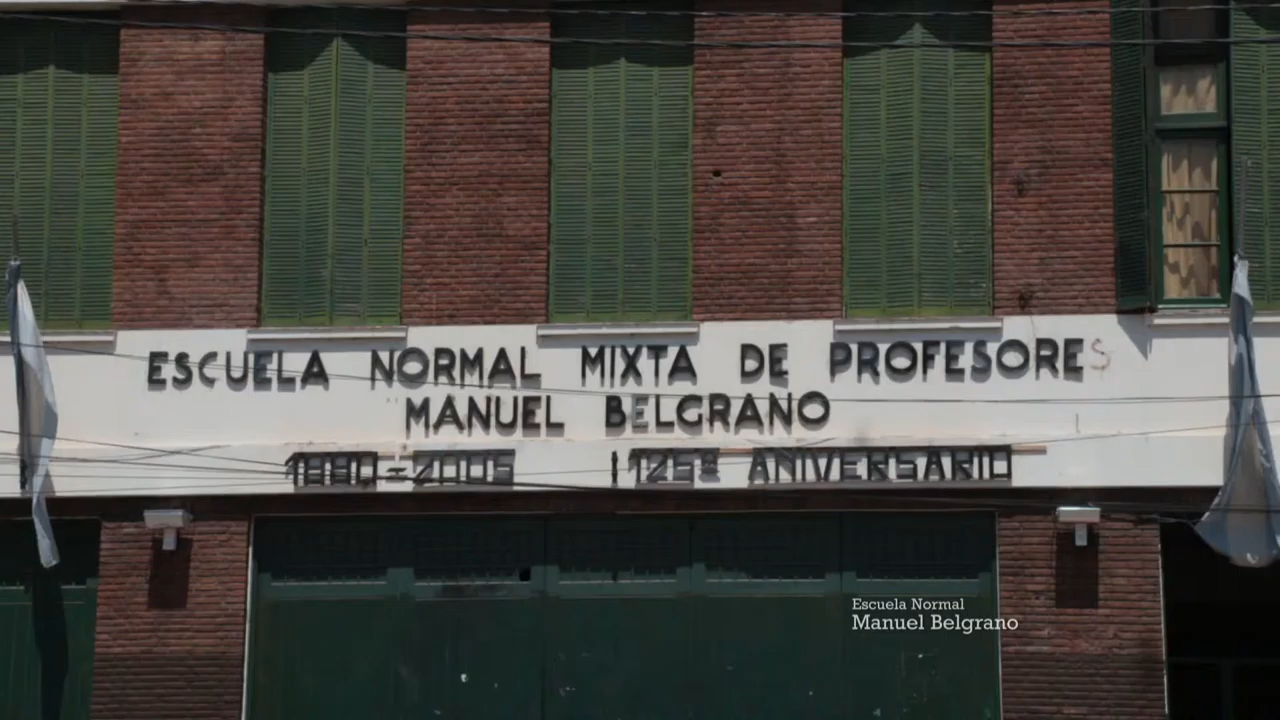 ESCUELA NORMAL MIXTA DE PROFESORES
MANUEL BELGRANO
1880-2005 125º ANIVERSARIO
Escuela Normal
Manuel Belgrano